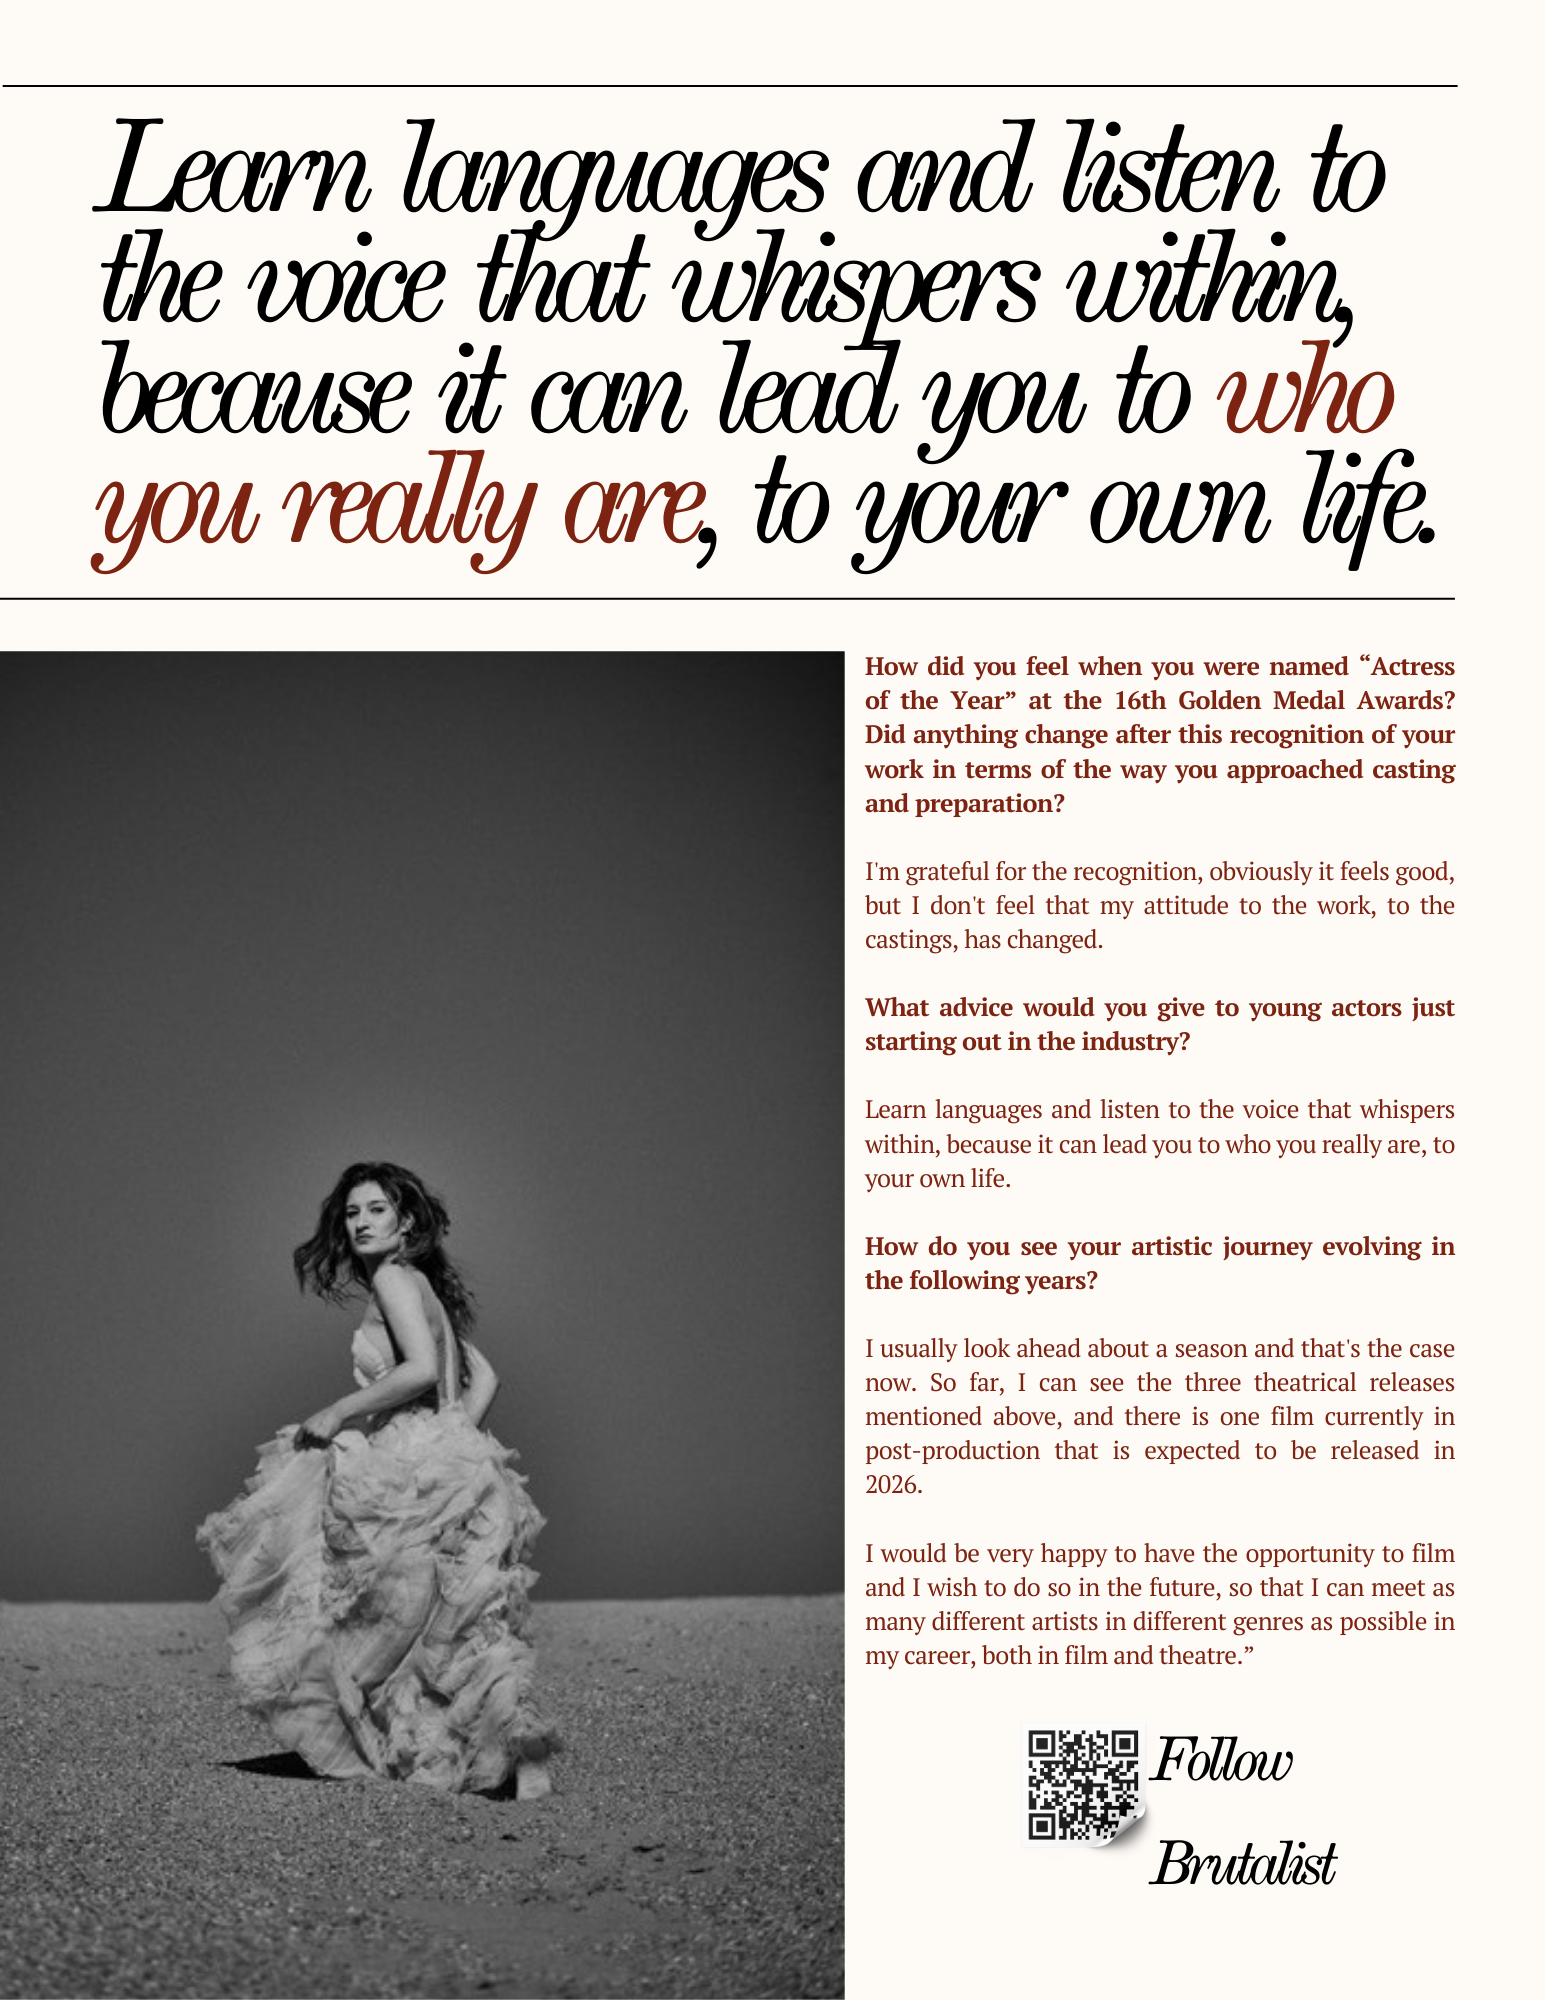 Learn languages and listen to
the voice that whispers within,
because it can lead you to who
you really are, to your own life.
How did you feel when you were named “Actress
of the Year” at the 16th Golden Medal Awards?
Did anything change after this recognition of your
work in terms of the way you approached casting
and preparation?
I'm grateful for the recognition, obviously it feels good,
but I don't feel that my attitude to the work, to the
castings, has changed.
What advice would you give to young actors just
starting out in the industry?
Learn languages and listen to the voice that whispers
within, because it can lead you to who you really are, to
your own life.
How do you see your artistic journey evolving in
the following years?
I usually look ahead about a season and that's the case
now. So far, I can see the three theatrical releases
mentioned above, and there is one film currently in
post-production that is expected to be released in
2026.
I would be very happy to have the opportunity to film
and I wish to do so in the future, so that I can meet as
many different artists in different genres as possible in
my career, both in film and theatre.”
Follow
Brutalist